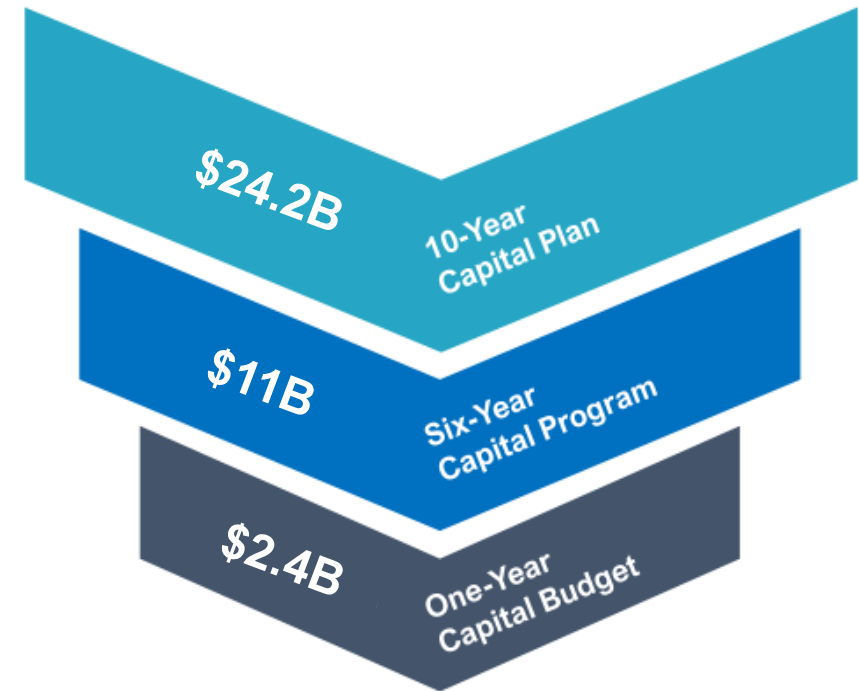 $24.2B
10-Year
Capital Plan
$11B
Six-Year
Capital Program
$2.4B
One-Year
Capital Budget